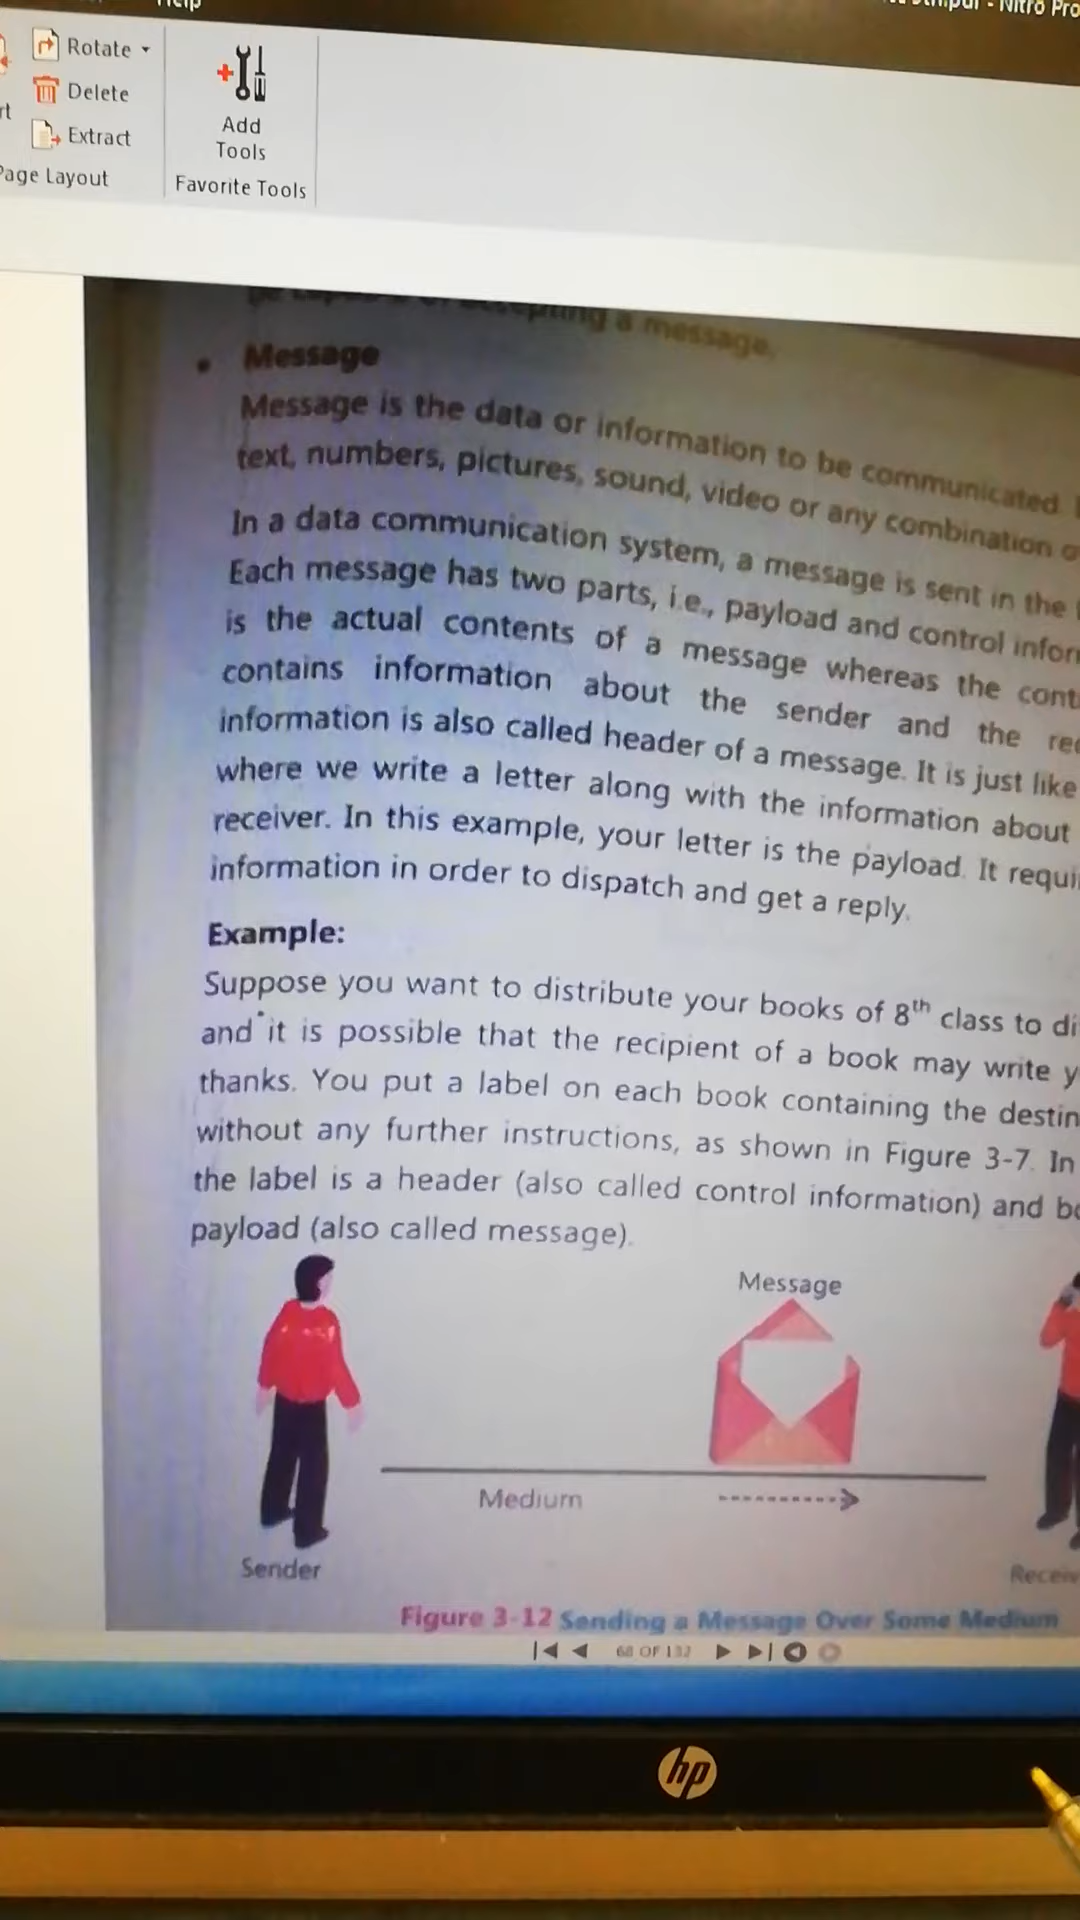 Help
- Nitro Pro
Rotate
Delete
Extract
Page Layout
Add
Tools
Favorite Tools
accepting a message.
• Message
Message is the data or information to be communicated.
text, numbers, pictures, sound, video or any combination
In a data communication system, a message is sent in the
Each message has two parts, i.e., payload and control
is the actual contents of a message whereas the
contains information about the sender and the
information is also called header of a message. It is just like
where we write a letter along with the information about
receiver. In this example, your letter is the payload. It
information in order to dispatch and get a reply.
Example:
Suppose you want to distribute your books of 8th class to
and it is possible that the recipient of a book may write
thanks. You put a label on each book containing the
without any further instructions, as shown in Figure 3-7. In
the label is a header (also called control information) and
payload (also called message).
Message
Medium
Sender
Figure 3-12 Sending a Message Over Some Medium
68 OF 132
hp